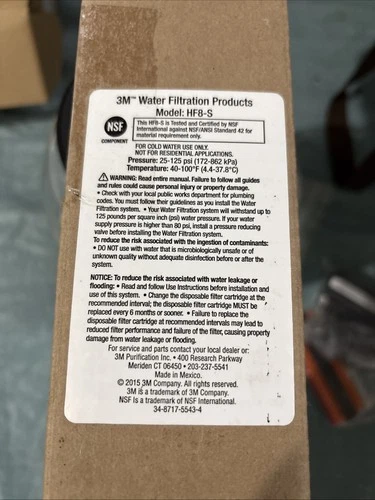 3M™ Water Filtration Products
Model: HF8-S
NSF
COMPONENT
This HF8-S is Tested and Certified by NSF
International against NSF/ANSI Standard 42 for
material requirement only.
FOR COLD WATER USE ONLY.
NOT FOR RESIDENTIAL APPLICATIONS.
Pressure: 25-125 psi (172-862 kPa)
Temperature: 40-100°F (4.4-37.8°C)
WARNING: Read entire manual. Failure to follow all guides
and rules could cause personal injury or property damage.
• Check with your local public works department for plumbing
codes. You must follow their guidelines as you install the Water
Filtration system. • Your Water Filtration system will withstand up to
125 pounds per square inch (psi) water pressure. If your water
supply pressure is higher than 80 psi, install a pressure reducing
valve before installing the Water Filtration system.
To reduce the risk associated with the ingestion of contaminants:
• DO NOT use with water that is microbiologically unsafe or of
unknown quality without adequate disinfection before or after the
system.
NOTICE: To reduce the risk associated with water leakage or
flooding: • Read and follow Use Instructions before installation and
use of this system. • Change the disposable filter cartridge at the
recommended interval; the disposable filter cartridge MUST be
replaced every 6 months or sooner. • Failure to replace the
disposable filter cartridge at recommended intervals may lead to
reduced filter performance and failure of the filter, causing property
damage from water leakage or flooding.
For service and parts contact your local dealer or:
3M Purification Inc. • 400 Research Parkway
Meriden CT 06450 • 203-237-5541
Made in Mexico.
© 2015 3M Company. All rights reserved.
3M is a trademark of 3M Company.
NSF Is a trademark of NSF International.
34-8717-5543-4